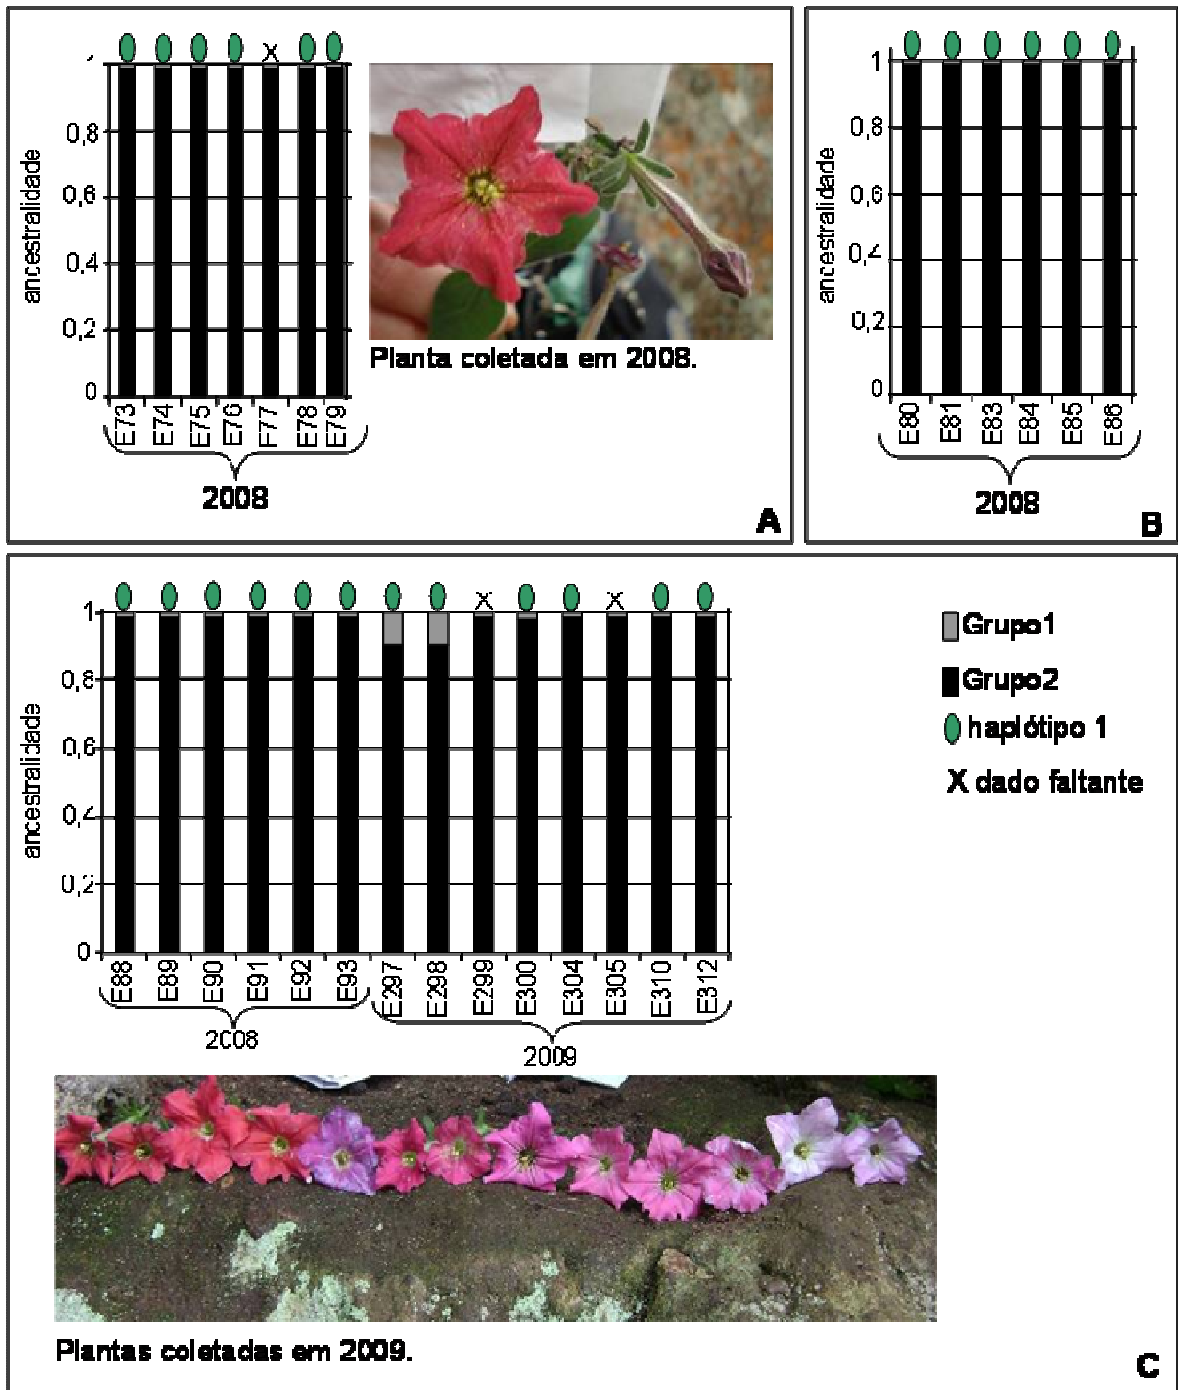 ancestralidade
0,8
0,6
0,4
0,2
0
X
E73
E74
E75
E76
F77
E78
E79
2008
Planta coletada em 2008.
A
ancestralidade
1
0,8
0,6
0,4
0,2
0
E80
E81
E83
E84
E85
E86
2008
B
ancestralidade
1
0,8
0,6
0,4
0,2
0
X
X
E88
E89
E90
E91
E92
E93
E297
E298
E299
E300
E304
E305
E310
E312
2008
2009
Grupo1
Grupo2
haplótipo 1
X dado faltante
Plantas coletadas em 2009.
C